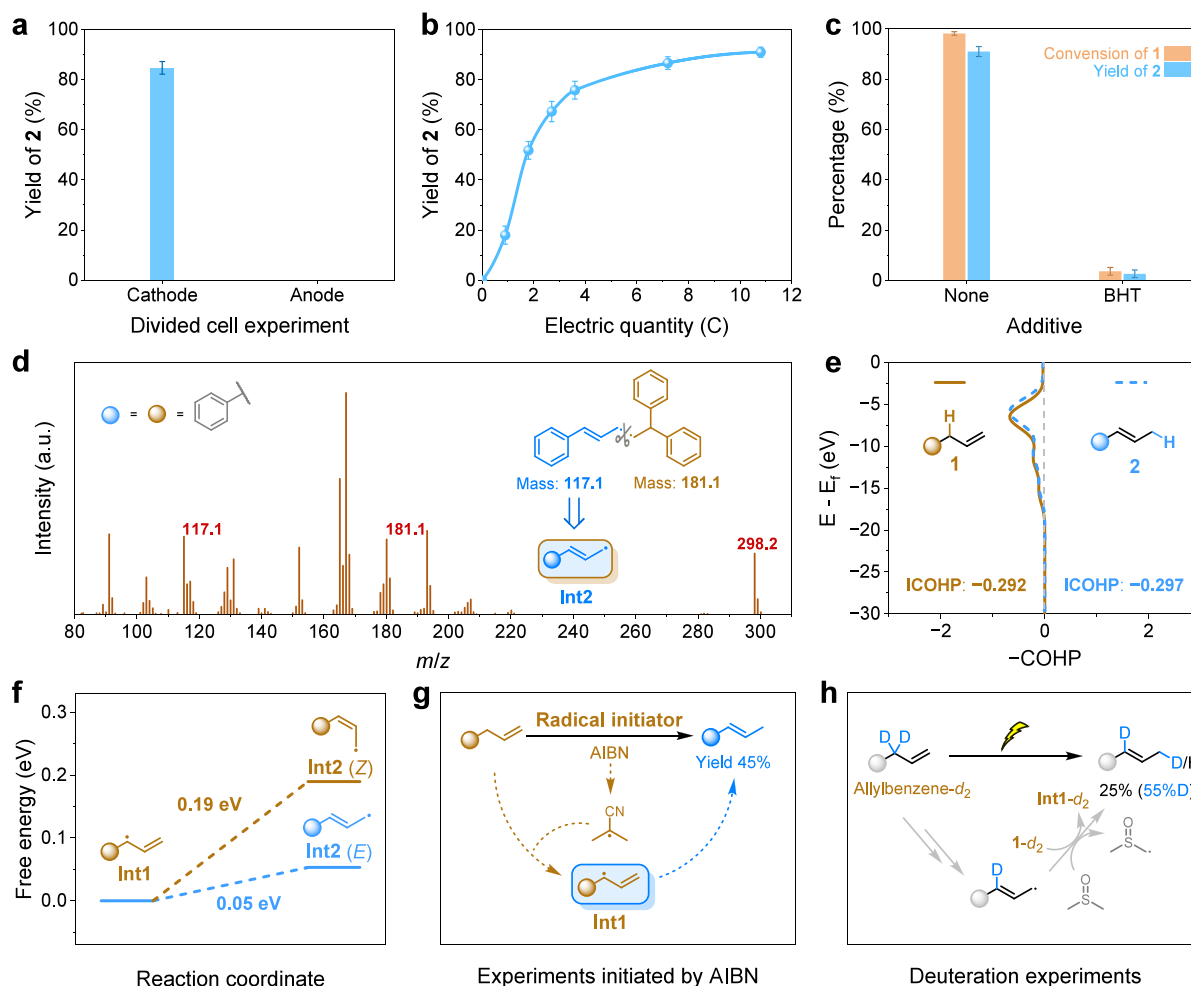 a
Yield of 2 (%)
100
80
60
40
20
0
Cathode
Anode
Divided cell experiment
b
Yield of 2 (%)
100
80
60
40
20
0
0 2 4 6 8 10 12
Electric quantity (C)
c
Percentage (%)
100
80
60
40
20
0
Convension of 1
Yield of 2
None
BHT
Additive
d
Intensity (a.u.)
= =
Mass: 117.1
Mass: 181.1
Int2
117.1
181.1
298.2
80 100 120 140 160 180 200 220 240 260 280 300
m/z
e
E - Ef (eV)
0
−5
−10
−15
−20
−25
−30
H
1
H
2
ICOHP: −0.292
ICOHP: −0.297
−2 0 2
−COHP
f
Free energy (eV)
0.3
0.2
0.1
0.0
Int2 (Z)
0.19 eV
Int1
Int2 (E)
0.05 eV
Reaction coordinate
g
Radical initiator
AIBN
Yield 45%
CN
Int1
Experiments initiated by AIBN
h
D D
D
D/H
Allylbenzene-d2
25% (55%D)
Int1-d2
1-d2
O
S
D
O
S
Deuteration experiments